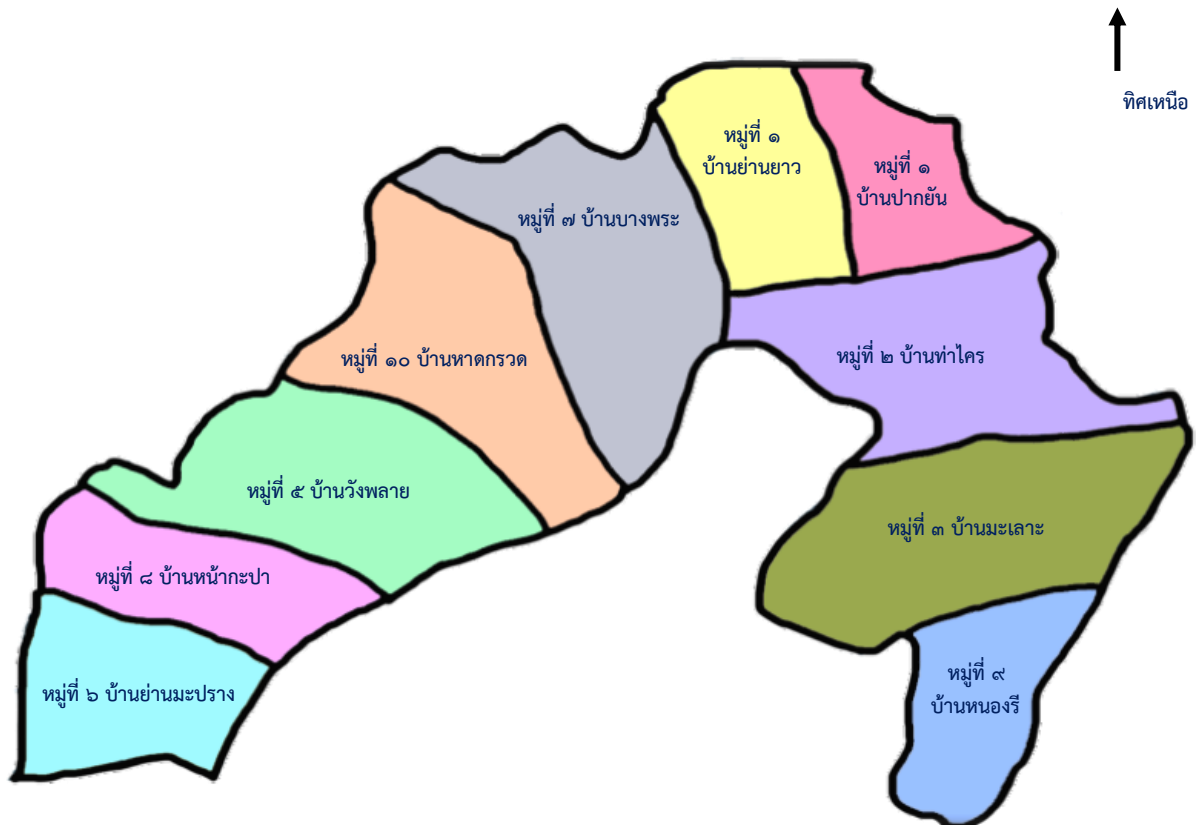 ทิศเหนือ
หมู่ที่ ๑
บ้านย่านยาว
หมู่ที่ ๑
บ้านปากยัน
หมู่ที่ ๗ บ้านบางพระ
หมู่ที่ ๑๐ บ้านหาดกรวด
หมู่ที่ ๒ บ้านท่าไคร
หมู่ที่ ๕ บ้านวังพลาย
หมู่ที่ ๓ บ้านมะเลาะ
หมู่ที่ ๘ บ้านหน้ากะปา
หมู่ที่ ๖ บ้านย่านมะปราง
หมู่ที่ ๙
บ้านหนองรี